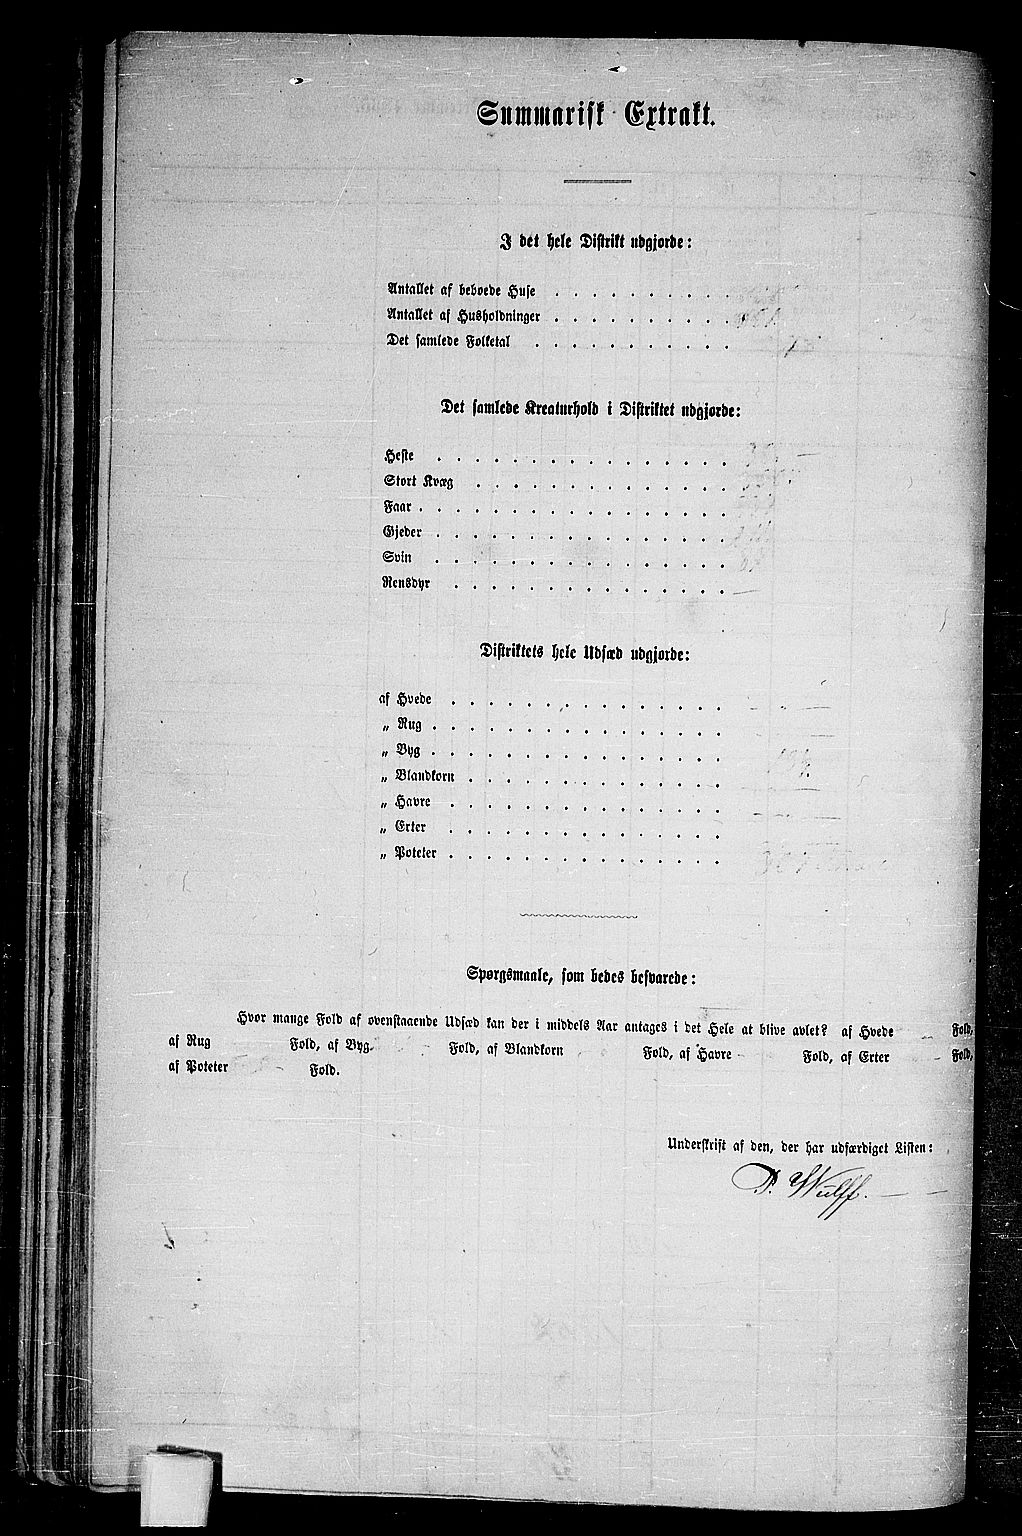 Summarisk Extrakt.
I det hele Distrikt udgjorde:
Antallet af beboede Huse . . . . . . . . . .
Antallet af Husholdninger . . . . . . . . . .
Det samlede Folketal . . . . . . . . . . .
Det samlede Kreaturhold i Distriktet udgjorde:
Heste . . . . . . . . . . . . . . . .
Stort Kvæg . . . . . . . . . . . . . .
Faar . . . . . . . . . . . . . . . . .
Gjeder . . . . . . . . . . . . . . . .
Svin . . . . . . . . . . . . . . . .
Rensdyr . . . . . . . . . . . . . . . —
Distriktets hele Udsæd udgjorde:
af Hvede . . . . . . . . . . . . . . . - „ —
„ Rug . . . . . . . . . . . . . . . .
„ Byg . . . . . . . . . . . . . . . .
„ Blandkorn . . . . . . . . . . . . . .
„ Havre . . . . . . . . . . . . . . .
„ Erter . . . . . . . . . . . . . . .
„ Poteter . . . . . . . . . . . . . . .
Spørgsmaale, som bedes besvarede:
Hvor mange Fold af ovenstaaende Udsæd kan der i middels Aar antages i det Hele at blive avlet? af Hvede Fold,
af Rug Fold, af Byg Fold, af Blandkorn Fold, af Havre Fold, af Erter Fold,
af Poteter Fold.
Underskrift af den, der har udfærdiget Listen:
P. Wulff.